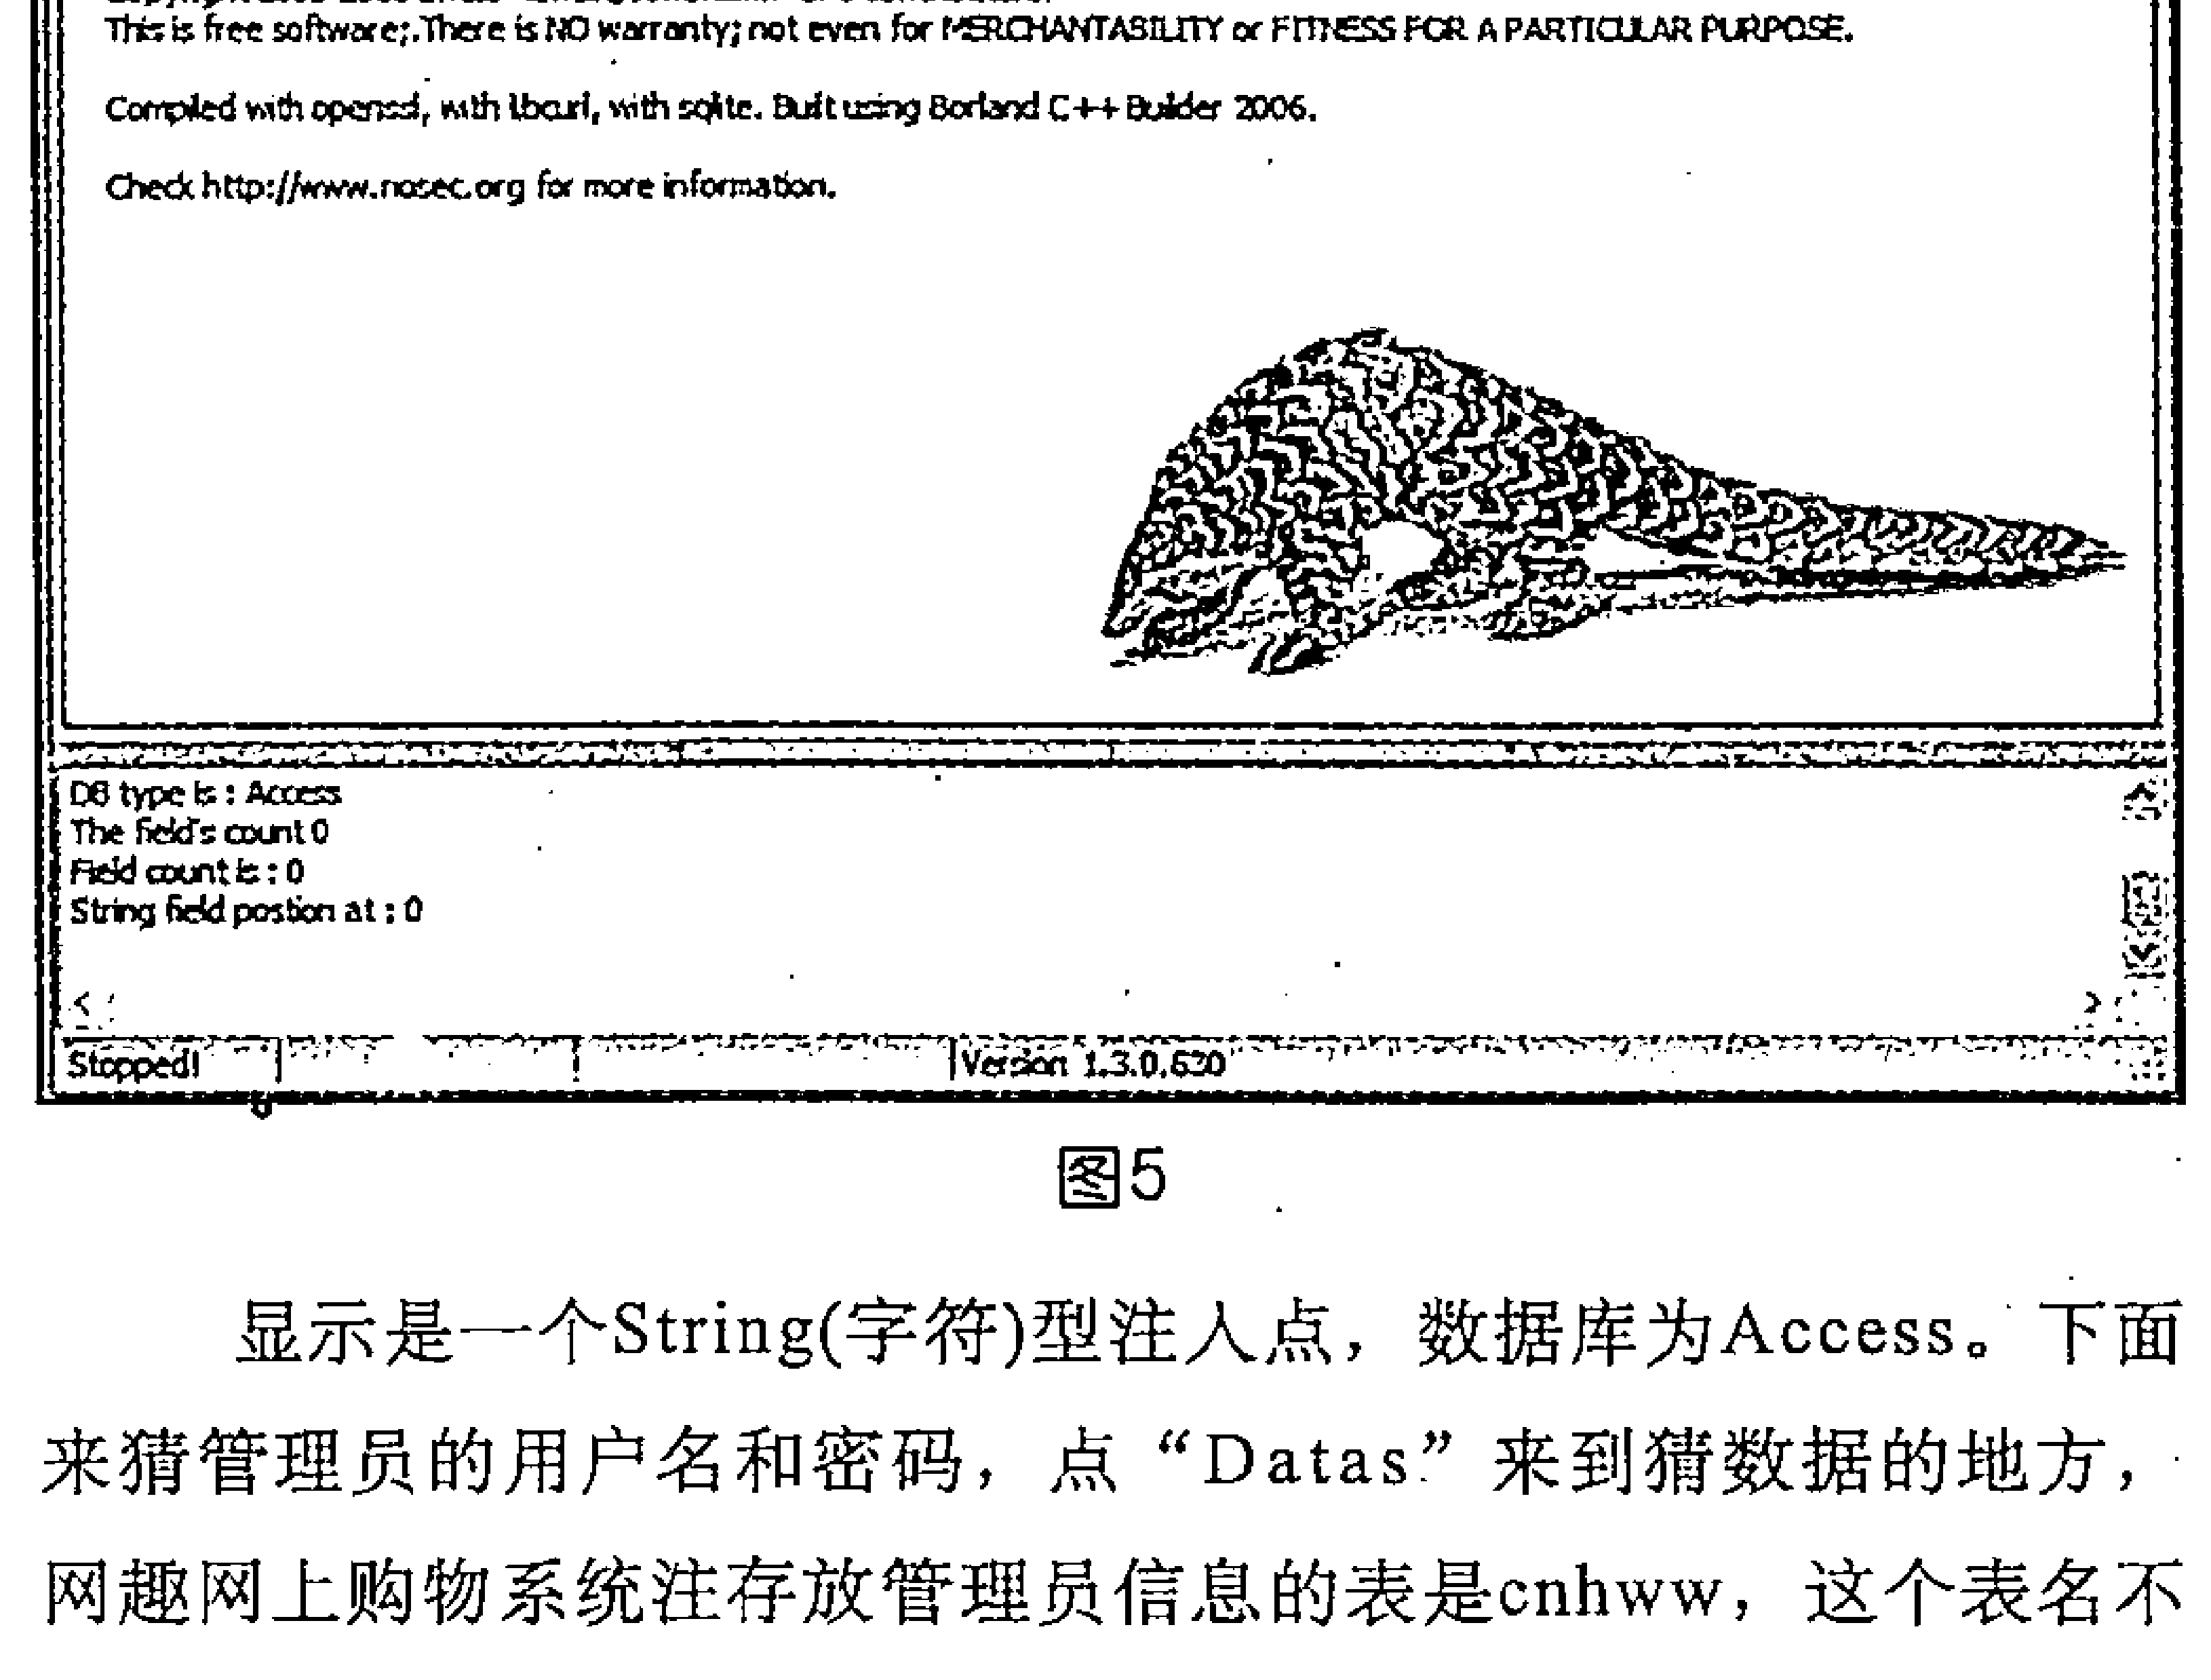 This is free software; There is NO warranty; not even for MERCHANTABILITY or FITNESS FOR A PARTICULAR PURPOSE.
Compiled with openssl, with libcurl, with sqlite. Built using Borland C++ Builder 2006.
Check http://www.nosec.org for more information.
DB type is : Access
The field's count 0
Field count is : 0
String field postion at : 0
Stopped!
Version 1.3.0.630
图5
显示是一个String(字符)型注入点，数据库为Access。下面
来猜管理员的用户名和密码，点“Datas”来到猜数据的地方，
网趣网上购物系统注存放管理员信息的表是cnhww，这个表名不